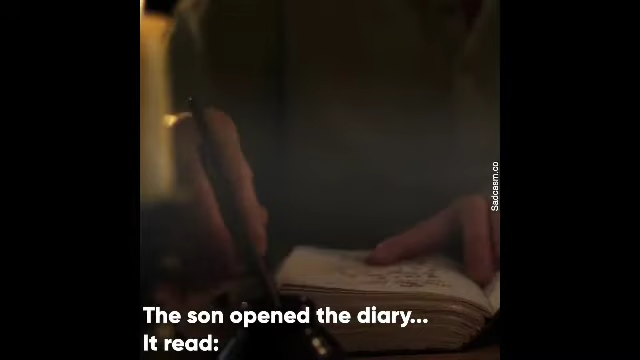 Sadcasm.co
The son opened the diary...
It read: